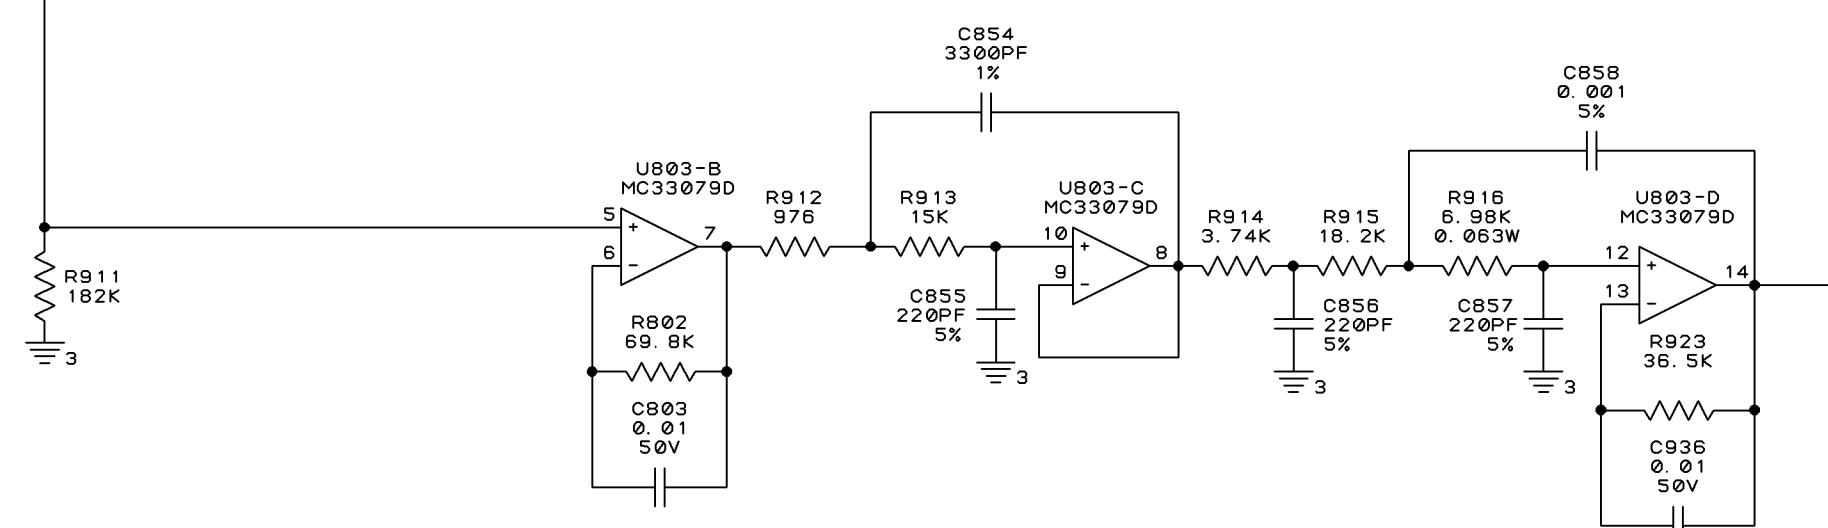 C854
3300PF
1%
C858
0.001
5%
U803-B
MC33079D
R912
976
R913
15K
U803-C
MC33079D
R914
3.74K
R915
18.2K
R916
6.98K
0.063W
U803-D
MC33079D
5
+
6
-
7
10
+
9
-
8
12
+
13
-
14
R911
182K
3
R802
69.8K
C803
0.01
50V
C855
220PF
5%
3
C856
220PF
5%
3
C857
220PF
5%
3
R923
36.5K
C936
0.01
50V